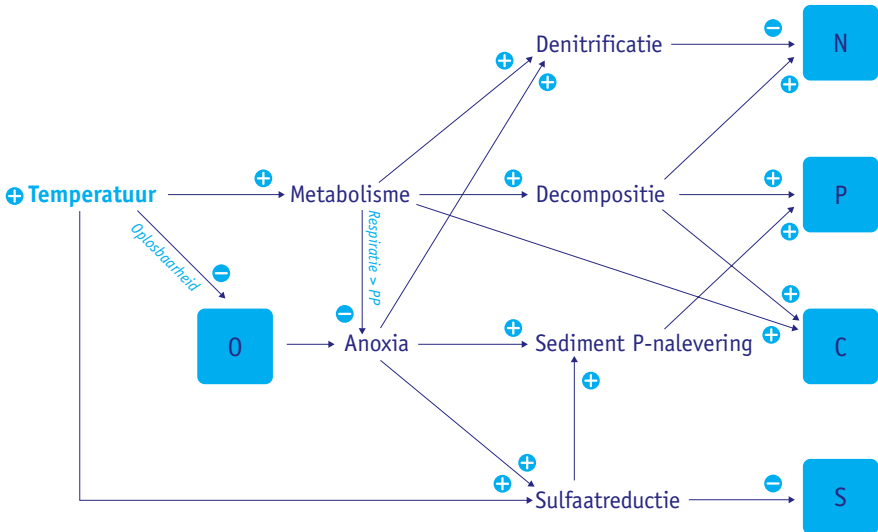 Denitrificatie
N
Temperatuur
Metabolisme
Decompositie
P
Oplosbaarheid
Respiratie > PP
O
Anoxia
Sediment P-nalevering
C
Sulfaatreductie
S